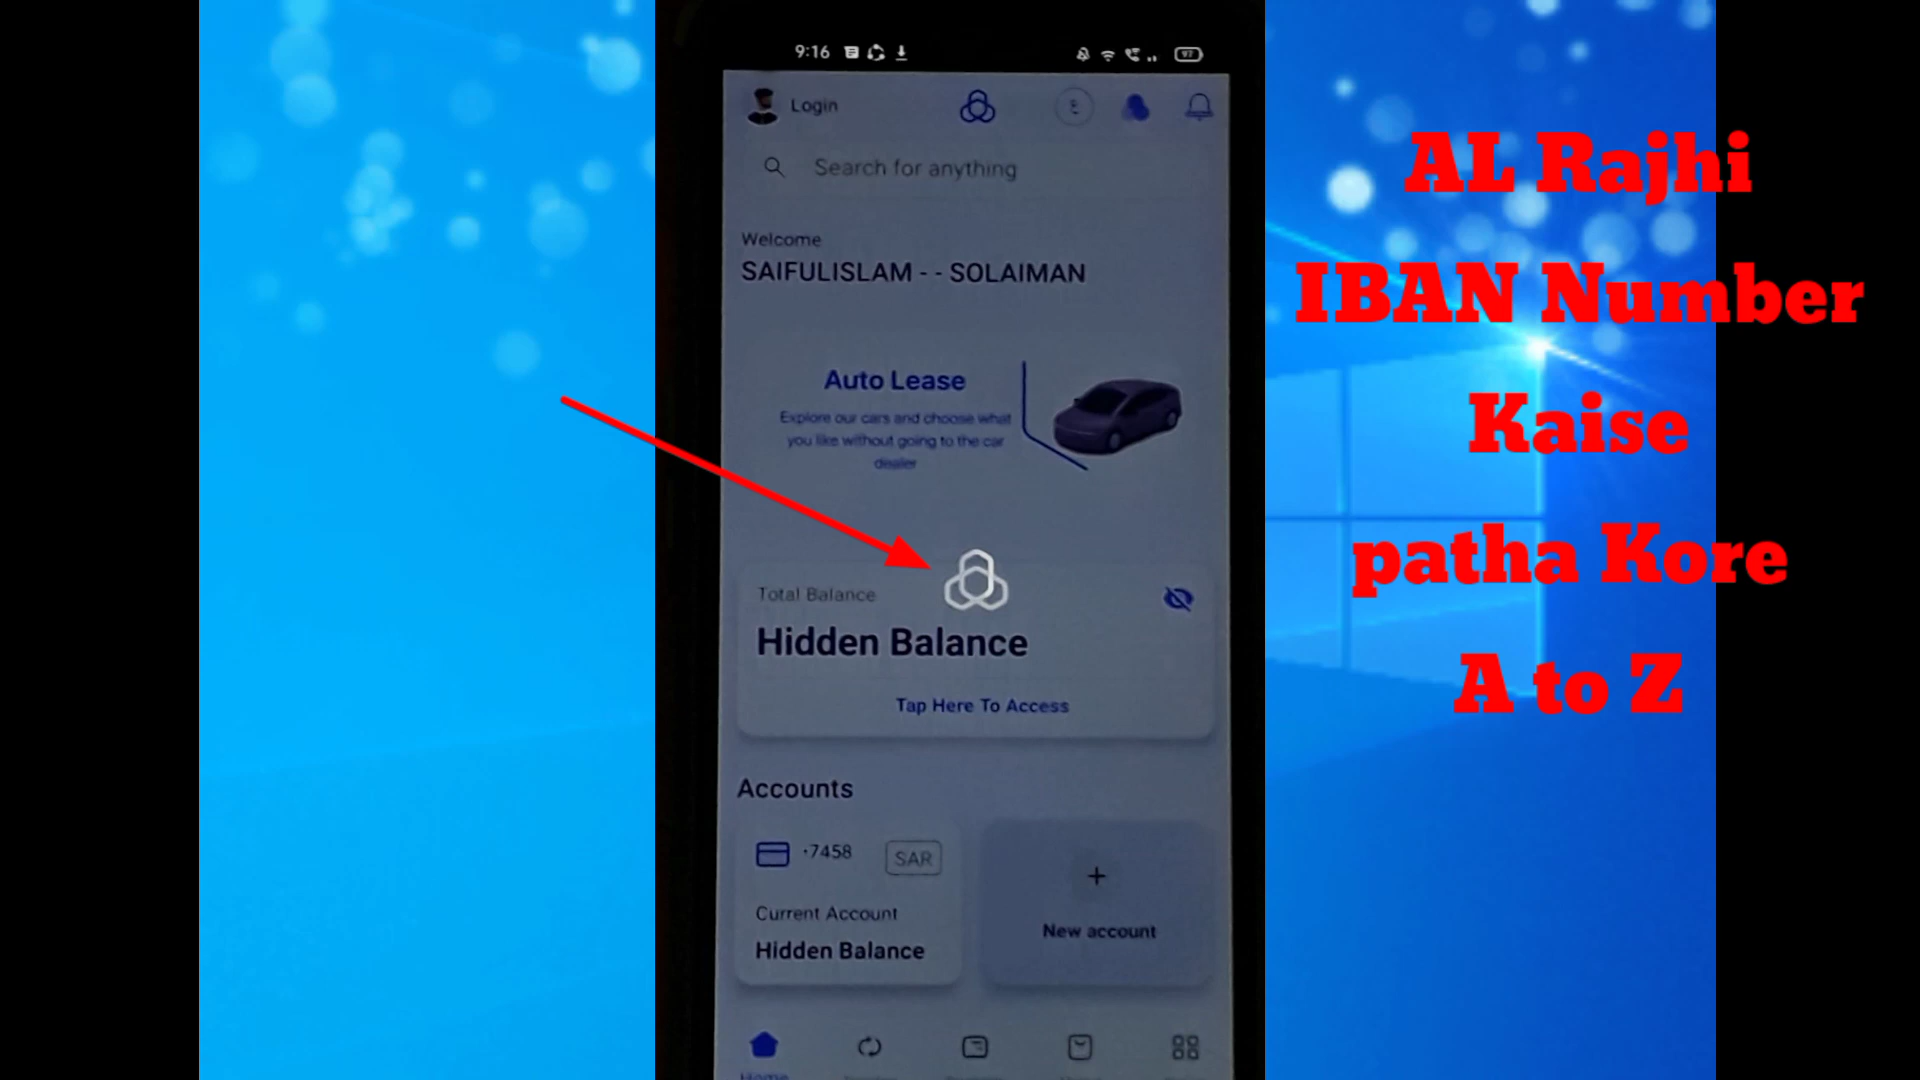 9:16
97
Login
Search for anything
Welcome
SAIFULISLAM - - SOLAIMAN
Auto Lease
Explore our cars and choose what
you like without going to the car
dealer
Total Balance
Hidden Balance
Tap Here To Access
Accounts
·7458
SAR
Current Account
Hidden Balance
New account
Home
AL Rajhi
IBAN Number
Kaise
patha Kore
A to Z